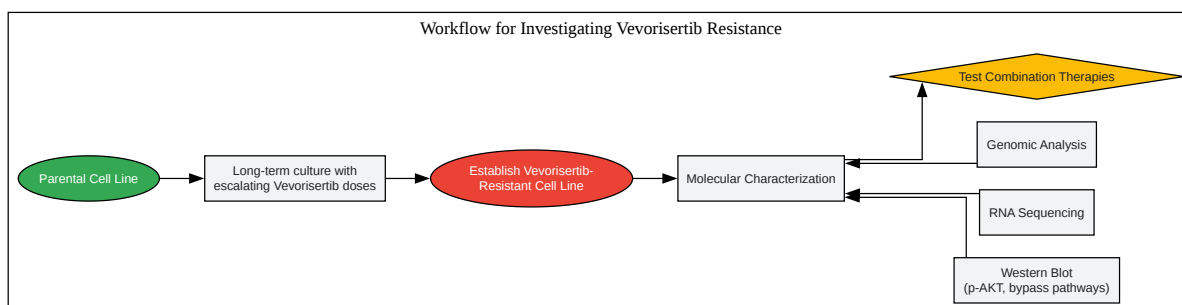 Workflow for Investigating Vevorisertib Resistance
Parental Cell Line
Long-term culture with
escalating Vevorisertib doses
Establish Vevorisertib-
Resistant Cell Line
Molecular Characterization
Test Combination Therapies
Genomic Analysis
RNA Sequencing
Western Blot
(p-AKT, bypass pathways)